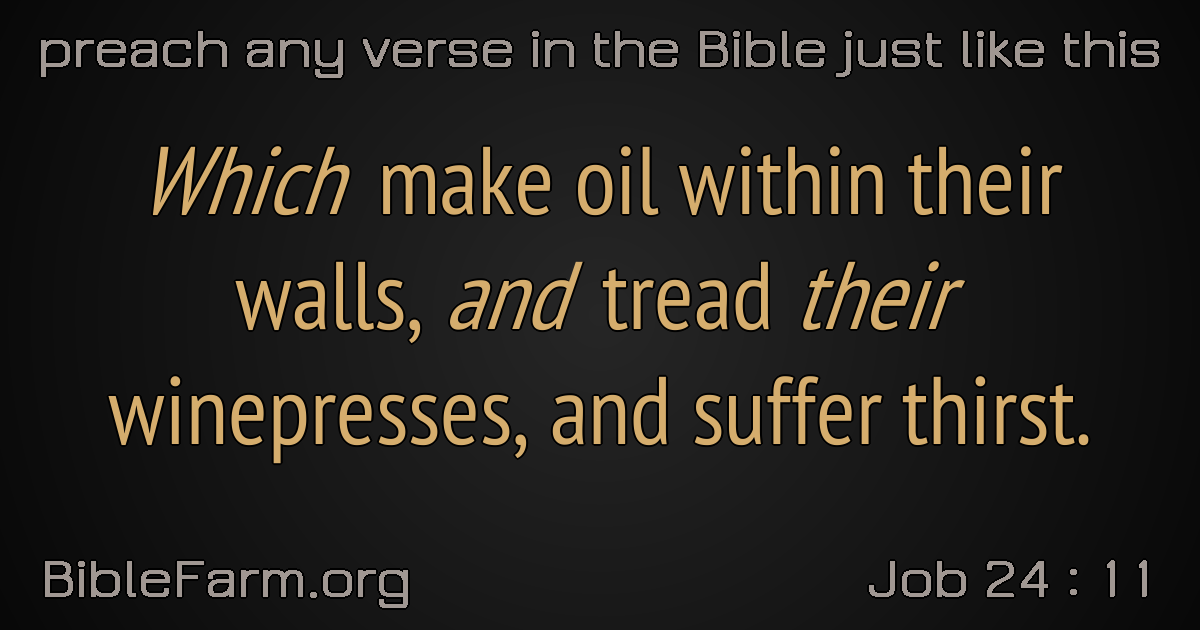 preach any verse in the Bible just like this
Which make oil within their
walls, and tread their
winepresses, and suffer thirst.
BibleFarm.org
Job 24 : 11